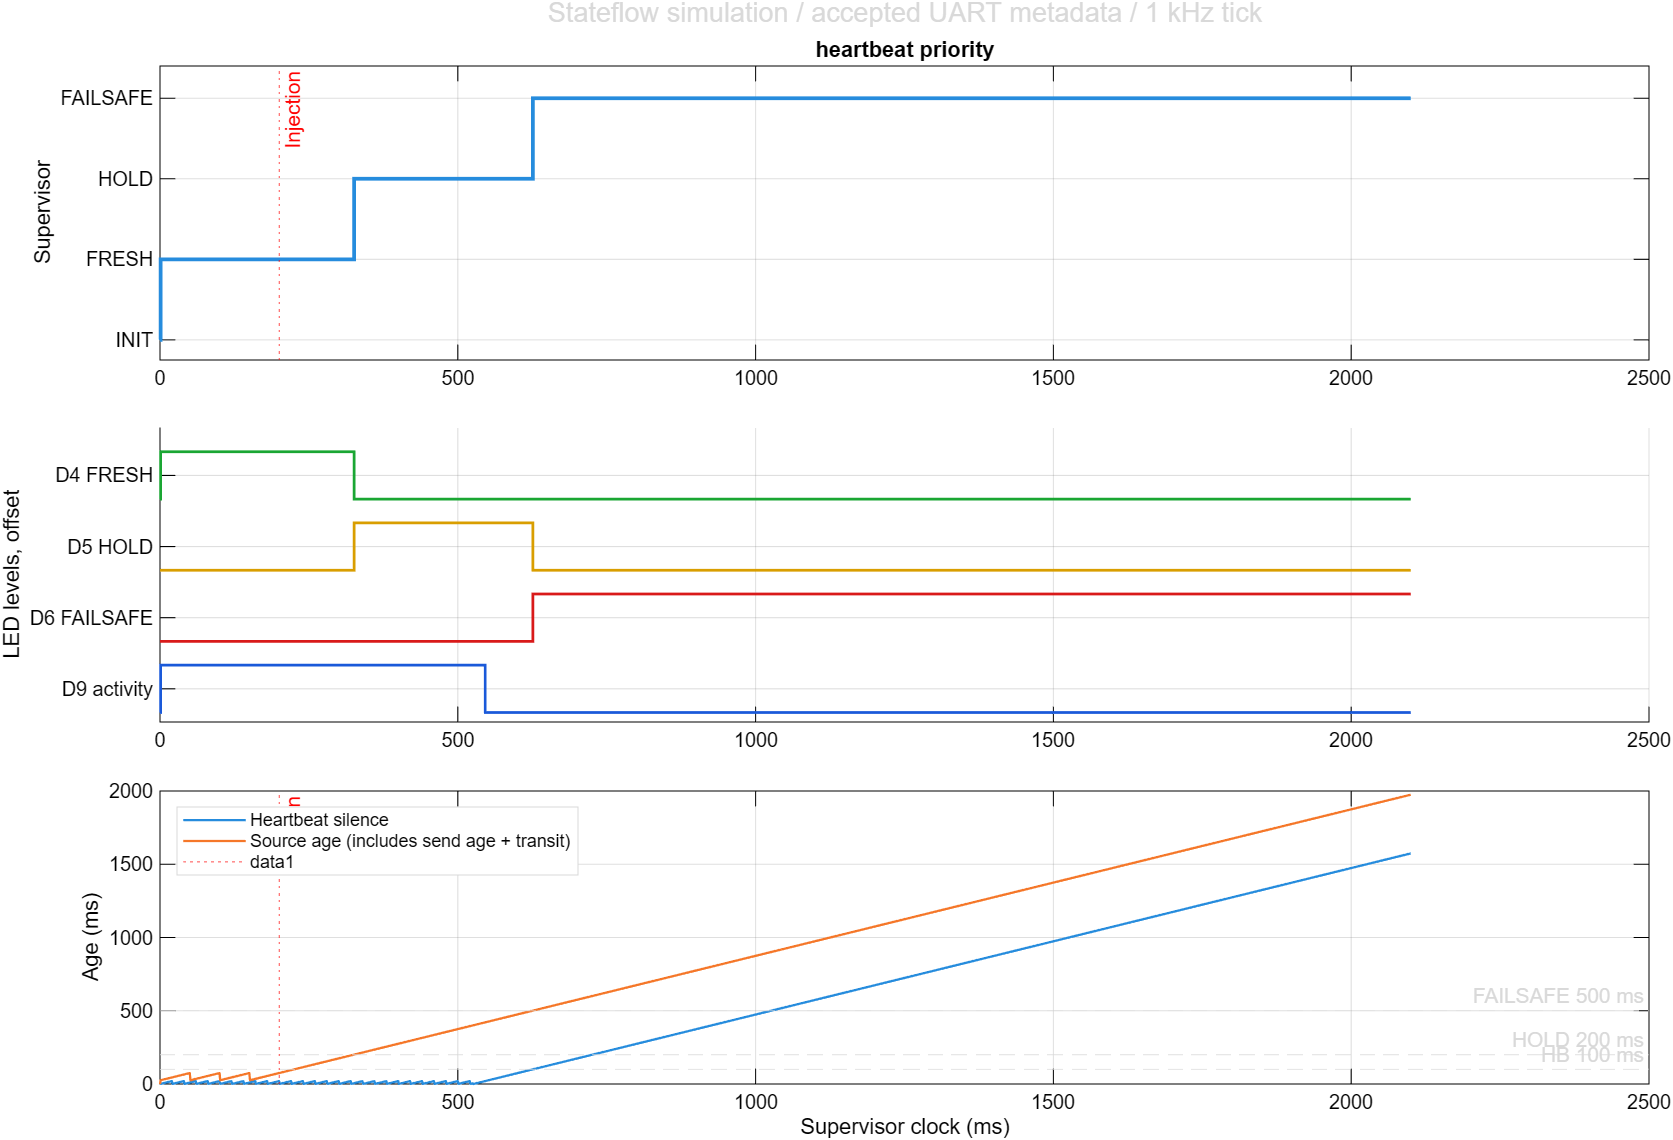 Stateflow simulation / accepted UART metadata / 1 kHz tick
heartbeat priority
Supervisor
FAILSAFE
HOLD
FRESH
INIT
Injection
0 500 1000 1500 2000 2500
LED levels, offset
D4 FRESH
D5 HOLD
D6 FAILSAFE
D9 activity
0 500 1000 1500 2000 2500
Age (ms)
2000
1500
1000
500
0
n
Heartbeat silence
Source age (includes send age + transit)
data1
FAILSAFE 500 ms
HOLD 200 ms
HB 100 ms
0 500 1000 1500 2000 2500
Supervisor clock (ms)